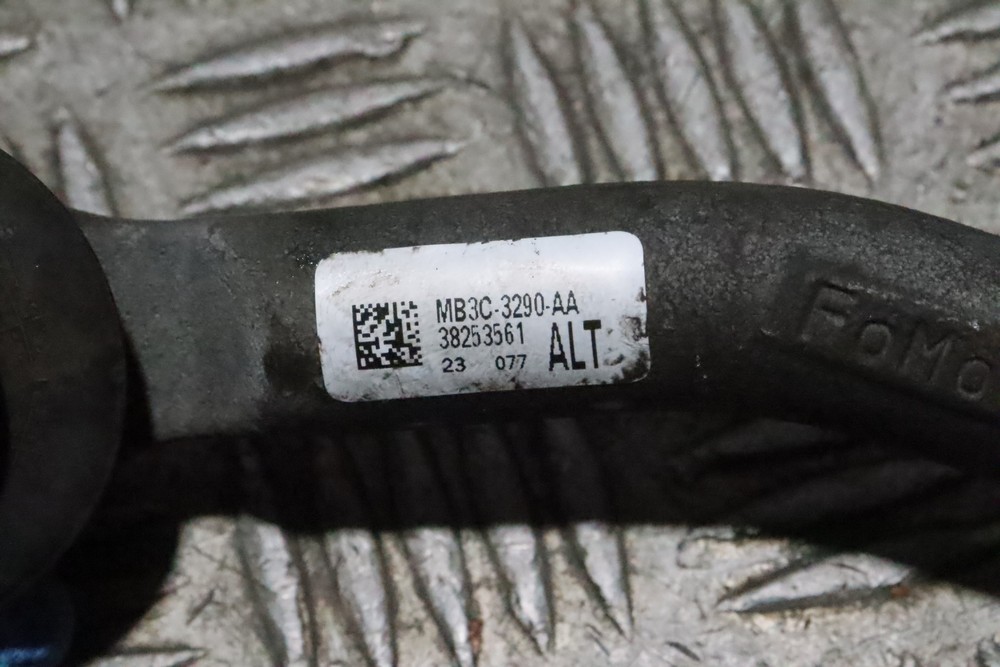 MB3C-3290-AA
38253561
23 077 ALT
FoMo